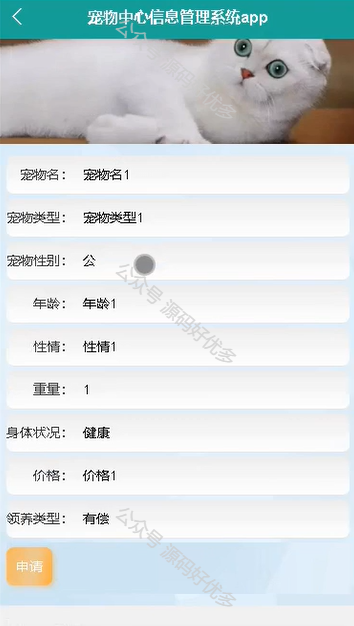 宠物中心信息管理系统app
宠物名： 宠物名1
宠物类型： 宠物类型1
宠物性别： 公
年龄： 年龄1
性情： 性情1
重量： 1
身体状况： 健康
价格： 价格1
领养类型： 有偿
申请
公众号 源码好优多
公众号 源码好优多
公众号 源码好优多